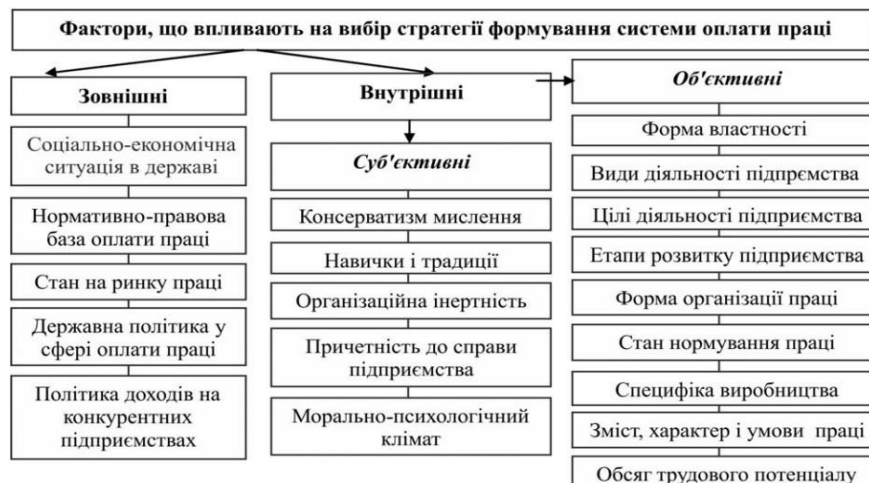 Фактори, що впливають на вибір стратегії формування системи оплати праці
Зовнішні
Соціально-економічна
ситуація в державі
Нормативно-правова
база оплати праці
Стан на ринку праці
Державна політика у
сфері оплати праці
Політика доходів на
конкурентних
підприємствах
Внутрішні
Суб'єктивні
Консерватизм мислення
Навички і традиції
Організаційна інертність
Причетність до справи
підприємства
Морально-психологічний
клімат
Об'єктивні
Форма власності
Види діяльності підпрємства
Цілі діяльності підприємства
Етапи розвитку підприємства
Форма організації праці
Стан нормування праці
Специфіка виробництва
Зміст, характер і умови праці
Обсяг трудового потенціалу